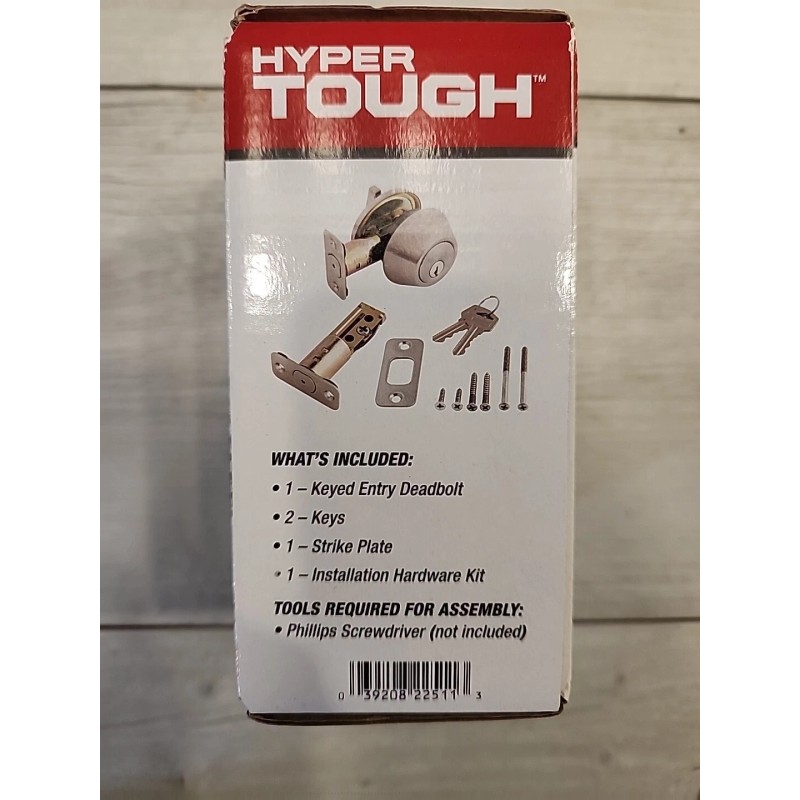 HYPER
TOUGH™
WHAT'S INCLUDED:
• 1 – Keyed Entry Deadbolt
• 2 – Keys
• 1 – Strike Plate
• 1 – Installation Hardware Kit
TOOLS REQUIRED FOR ASSEMBLY:
• Phillips Screwdriver (not included)
0 39208 22511 3